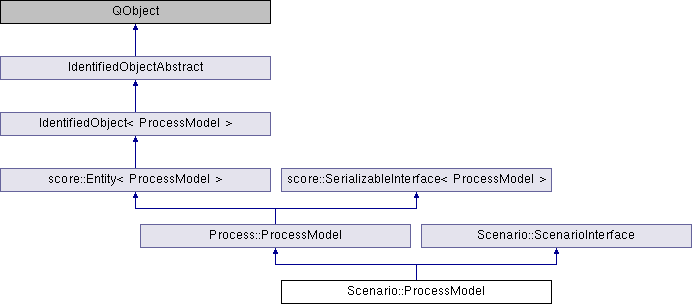 QObject
IdentifiedObjectAbstract
IdentifiedObject< ProcessModel >
score::Entity< ProcessModel >
score::SerializableInterface< ProcessModel >
Process::ProcessModel
Scenario::ScenarioInterface
Scenario::ProcessModel